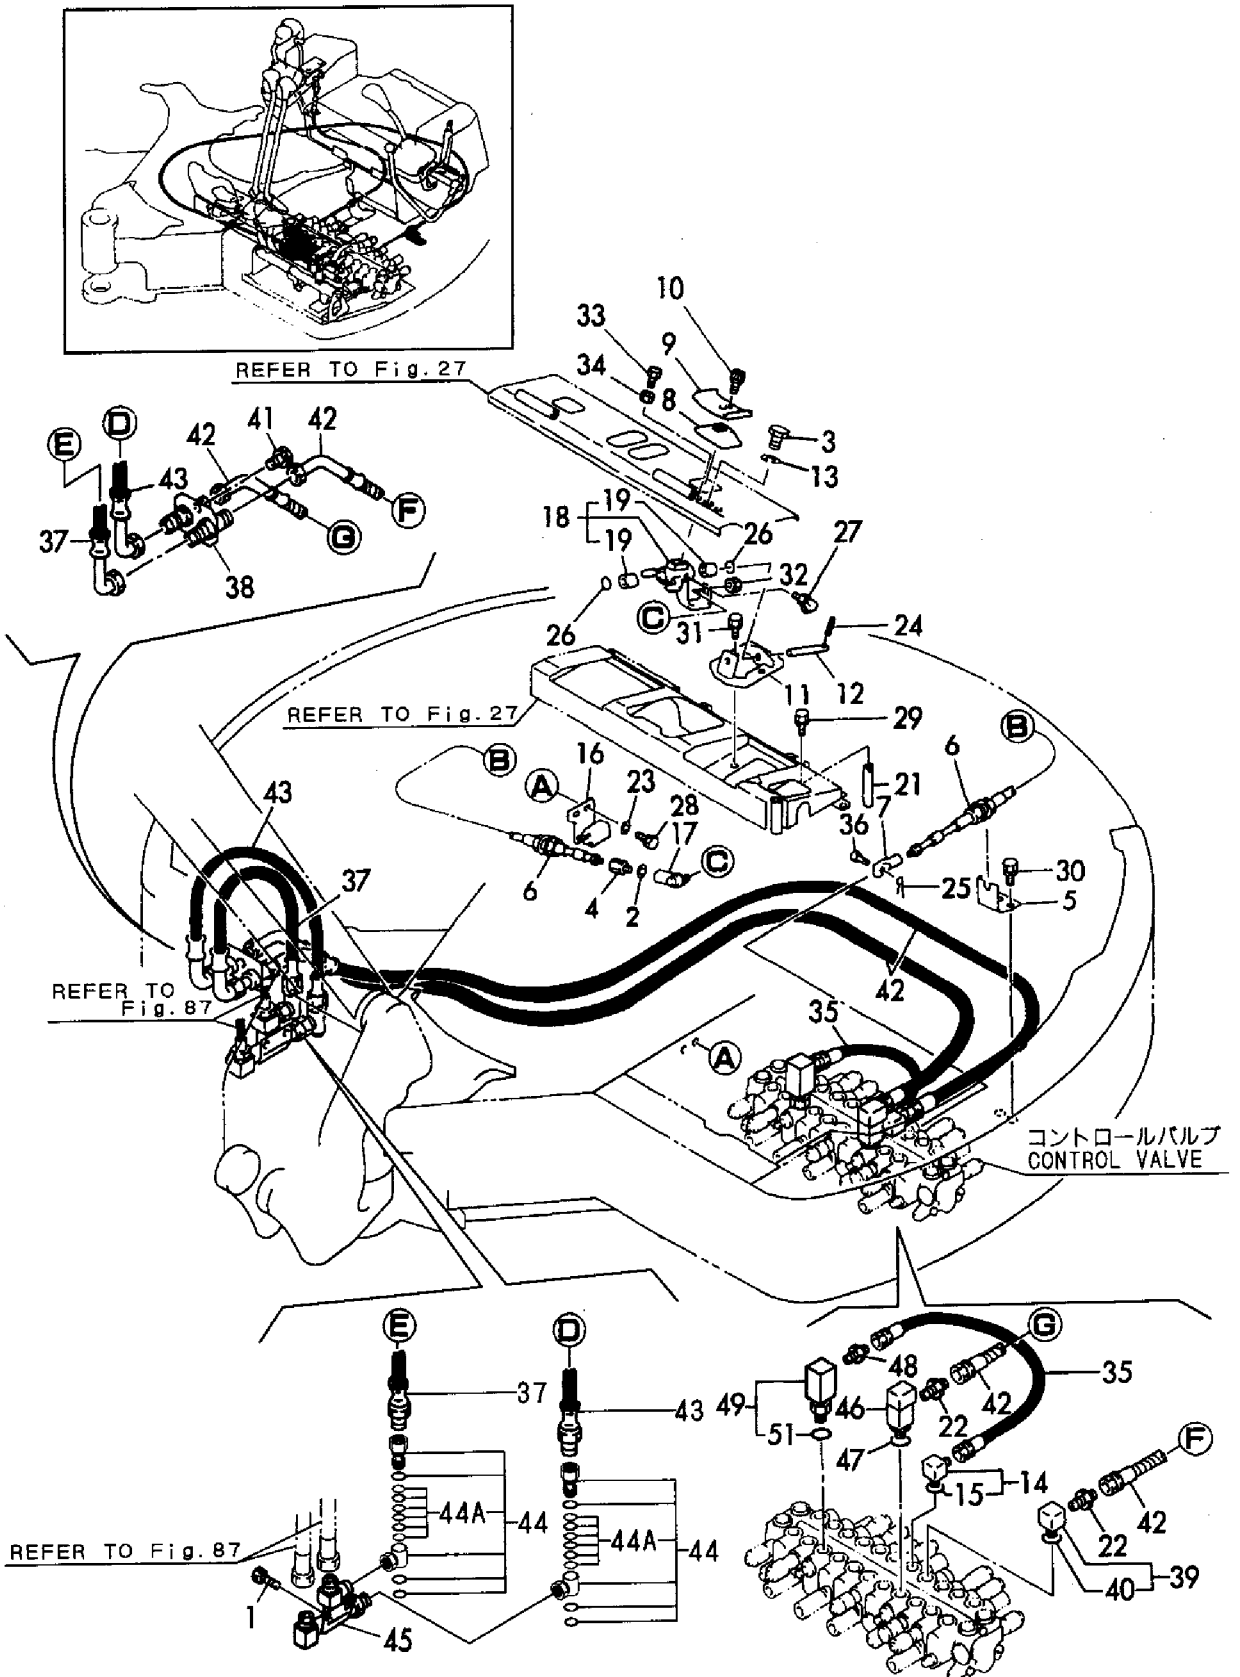 REFER TO Fig.27
10
33
9
34
8
3
13
E
D
41
42
42
43
F
G
37
38
19
18
19
26
27
32
C
31
26
24
12
11
REFER TO Fig.27
29
B
6
B
16
A
23
21
7
28
17
36
C
6
4
2
25
30
5
43
37
42
REFER TO
Fig.87
35
A
コントロールバルブ
CONTROL VALVE
E
D
G
48
35
37
49
46
42
43
22
51
47
F
15
14
44A
44
44A
44
42
22
39
40
REFER TO Fig.87
1
45